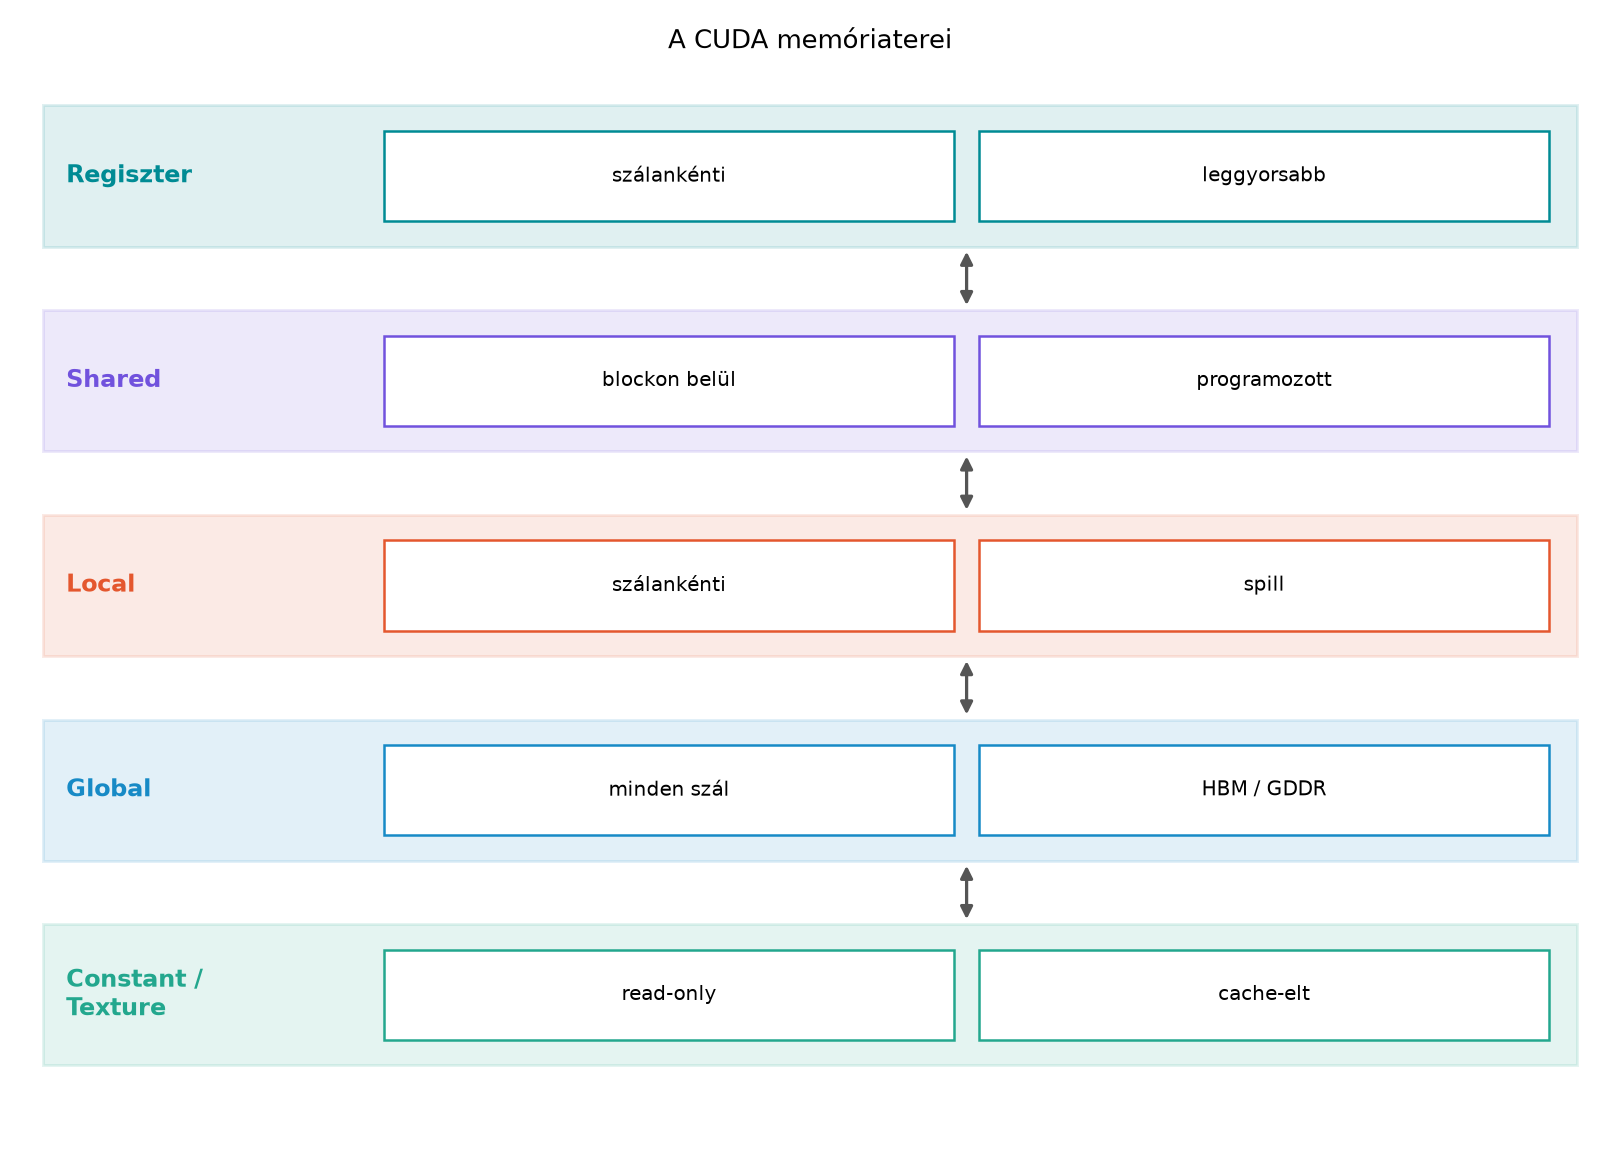 A CUDA memóriaterei
Regiszter
szálankénti
leggyorsabb
Shared
blockon belül
programozott
Local
szálankénti
spill
Global
minden szál
HBM / GDDR
Constant /
Texture
read-only
cache-elt